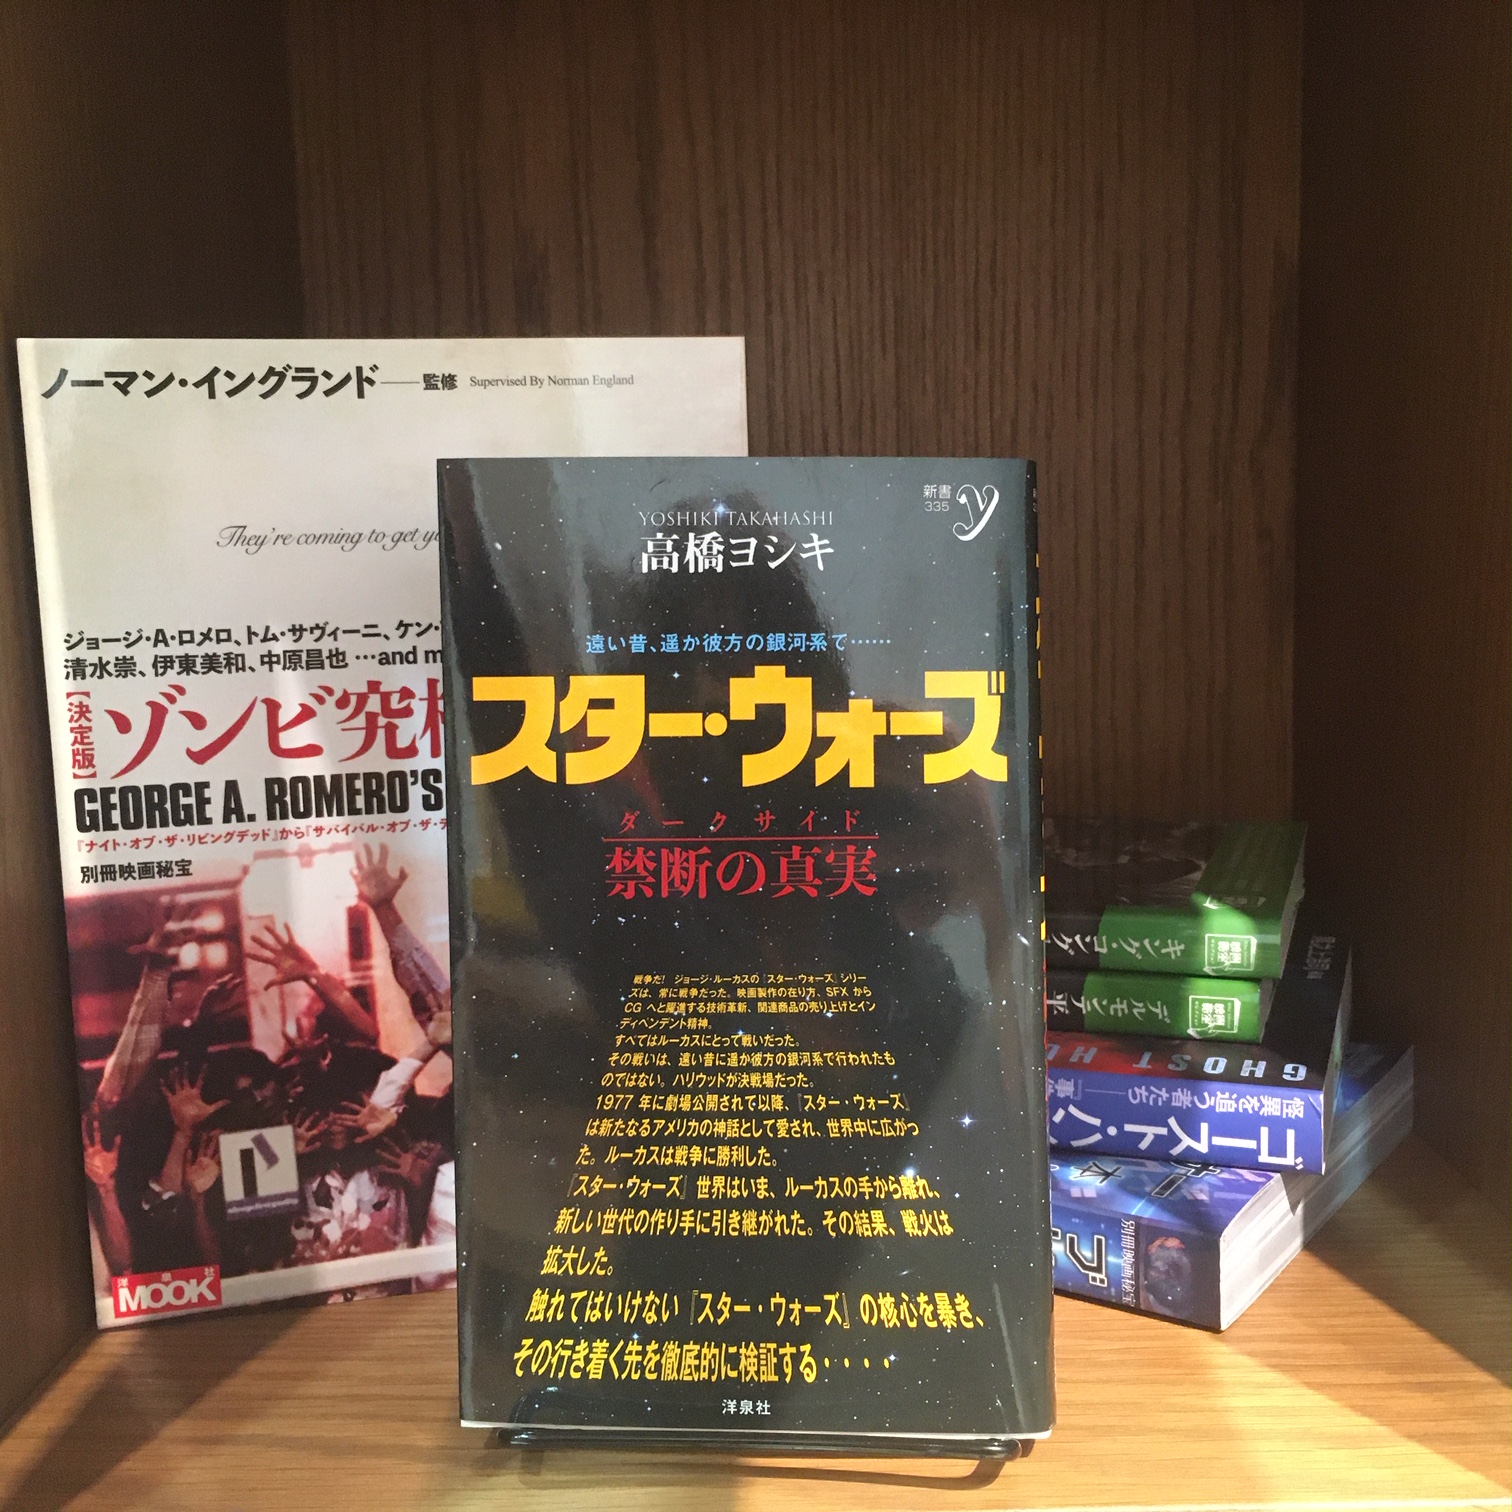 ノーマン・イングランド──監修 Supervised By Norman England
They're coming to get
ジョージ・A・ロメロ、トム・サヴィーニ、ケン・
清水崇、伊東美和、中原昌也 …and
【決定版】
ゾンビ究
GEORGE A. ROMERO'S
『ナイト・オブ・ザ・リビングデッド』から『サバイバル・オブ・ザ・
別冊映画秘宝
洋泉社
MOOK
新書
335
y
YOSHIKI TAKAHASHI
高橋ヨシキ
遠い昔、遥か彼方の銀河系で……
スター・ウォーズ
ダークサイド
禁断の真実
戦争だ! ジョージ・ルーカスの『スター・ウォーズ』シリー
ズは、常に戦争だった。映画製作の在り方、SFX から
CG へと躍進する技術革新、関連商品の売り上げとイン
ディペンデント精神。
すべてはルーカスにとって戦いだった。
その戦いは、遠い昔に遥か彼方の銀河系で行われたも
のではない。ハリウッドが決戦場だった。
1977 年に劇場公開されて以降、『スター・ウォーズ』
は新たなるアメリカの神話として愛され、世界中に広がっ
た。ルーカスは戦争に勝利した。
『スター・ウォーズ』世界はいま、ルーカスの手から離れ、
新しい世代の作り手に引き継がれた。その結果、戦火は
拡大した。
触れてはいけない『スター・ウォーズ』の核心を暴き、
その行き着く先を徹底的に検証する・・・・
洋泉社
キング・コング
デルモンテ平
GHOST HU
怪異を追う者たち
ゴースト・ハ
別冊映画秘宝